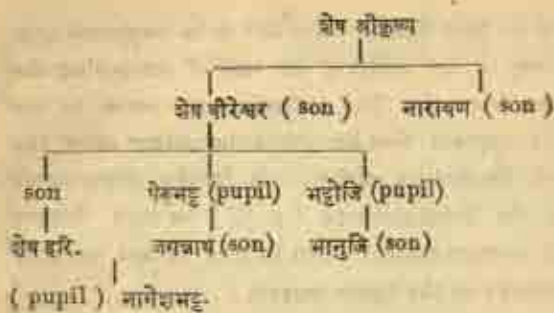 शेष श्रीकृष्ण
शेष वीरेश्वर ( son ) नारायण ( son )
son पेरुभट्ट (pupil) भट्टोजि (pupil)
शेष हरि. जगन्नाथ (son) भानुजि (son)
( pupil ) नागेशभट्ट.